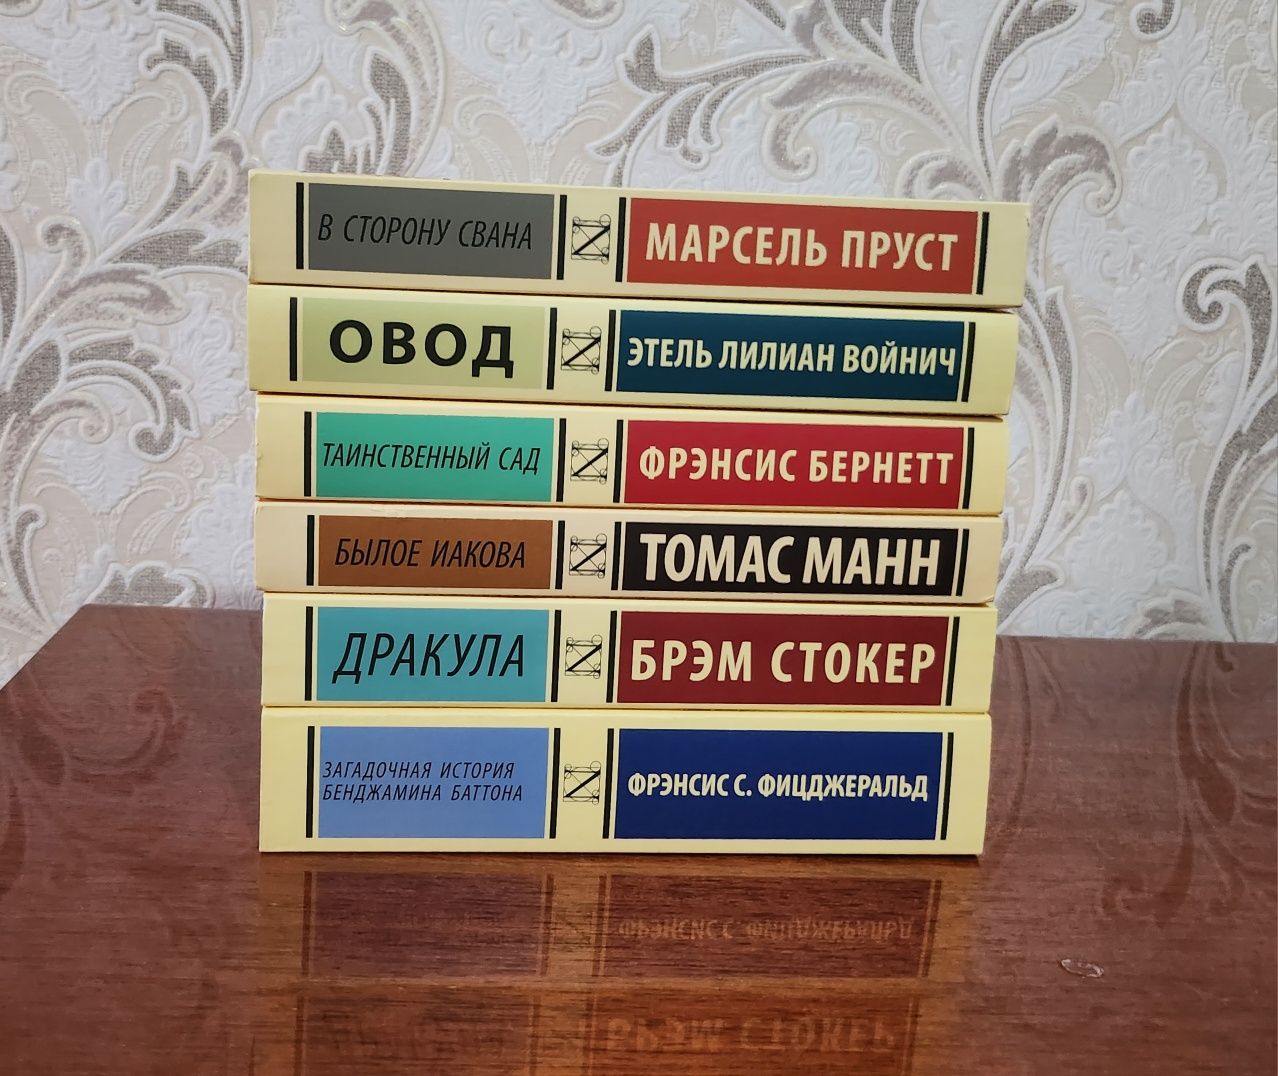 В СТОРОНУ СВАНА
МАРСЕЛЬ ПРУСТ
ОВОД
ЭТЕЛЬ ЛИЛИАН ВОЙНИЧ
ТАИНСТВЕННЫЙ САД
ФРЭНСИС БЕРНЕТТ
БЫЛОЕ ИАКОВА
ТОМАС МАНН
ДРАКУЛА
БРЭМ СТОКЕР
ЗАГАДОЧНАЯ ИСТОРИЯ
БЕНДЖАМИНА БАТТОНА
ФРЭНСИС С. ФИЦДЖЕРАЛЬД